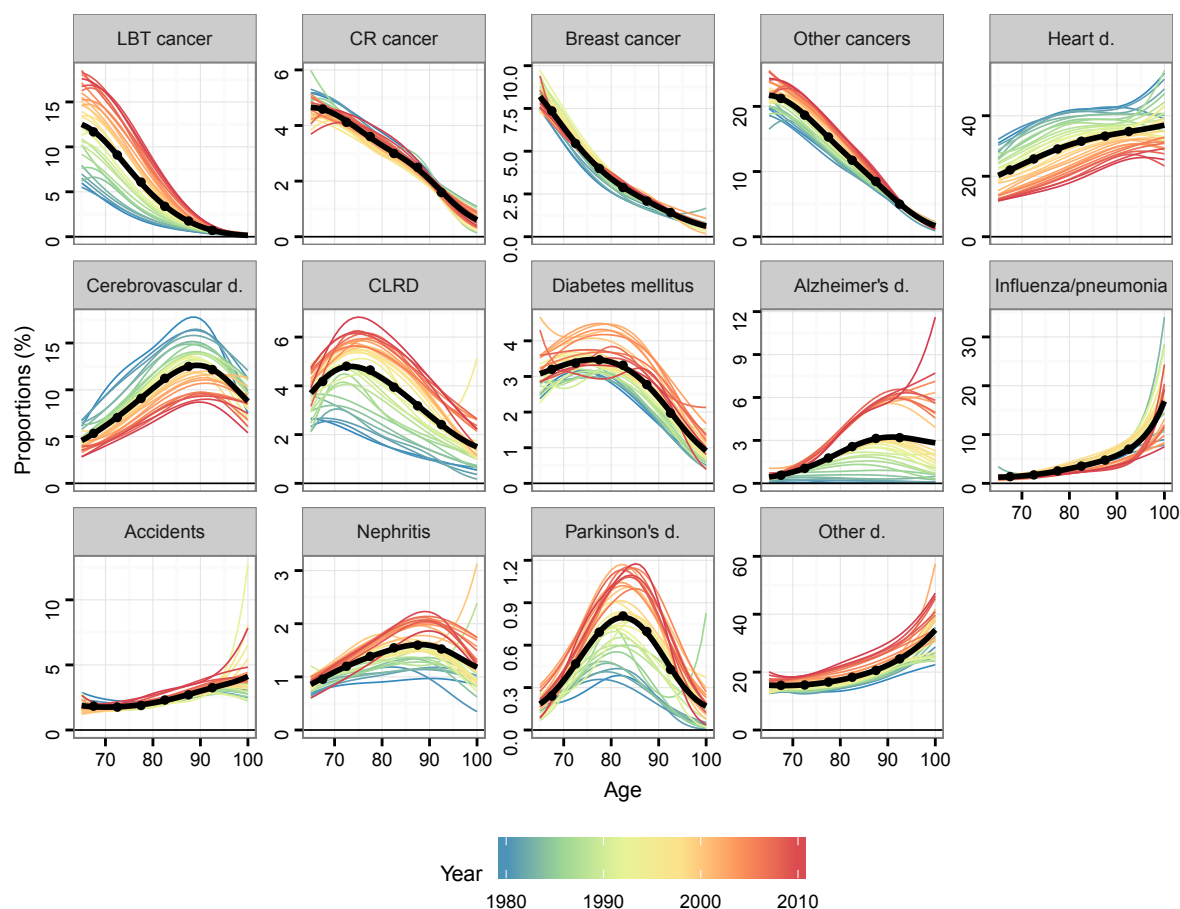 LBT cancer
CR cancer
Breast cancer
Other cancers
Heart d.
0 5 10 15
0 2 4 6
0.0 2.5 5.0 7.5 10.0
0 10 20
0 20 40
Cerebrovascular d.
CLRD
Diabetes mellitus
Alzheimer's d.
Influenza/pneumonia
Proportions (%)
0 5 10 15
0 2 4 6
0 1 2 3 4
0 3 6 9 12
0 10 20 30
70 80 90 100
Accidents
Nephritis
Parkinson's d.
Other d.
0 5 10
0 1 2 3
0.0 0.3 0.6 0.9 1.2
0 20 40 60
70 80 90 100
70 80 90 100
70 80 90 100
70 80 90 100
Age
Year
1980 1990 2000 2010